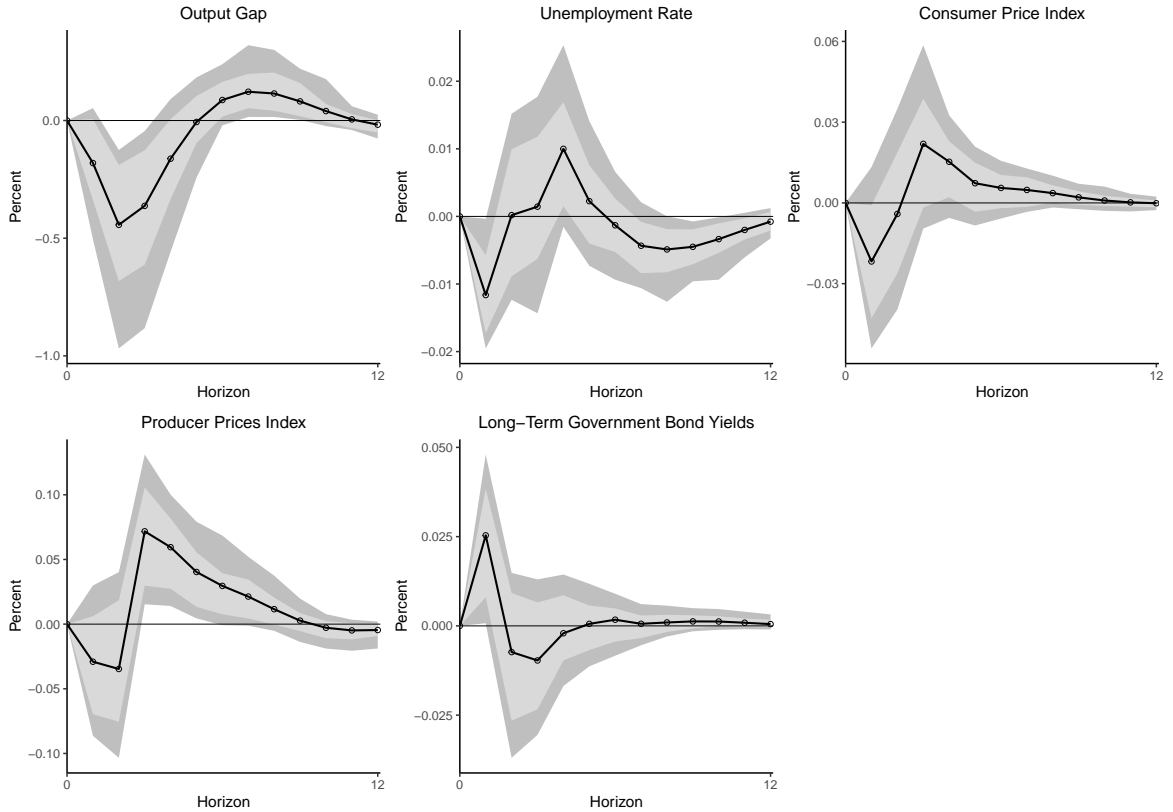 Output Gap
Percent
0.0
−0.5
−1.0
0
12
Horizon
Unemployment Rate
Percent
0.02
0.01
0.00
−0.01
−0.02
0
12
Horizon
Consumer Price Index
Percent
0.06
0.03
0.00
−0.03
0
12
Horizon
Producer Prices Index
Percent
0.10
0.05
0.00
−0.05
−0.10
0
12
Horizon
Long−Term Government Bond Yields
Percent
0.050
0.025
0.000
−0.025
0
12
Horizon